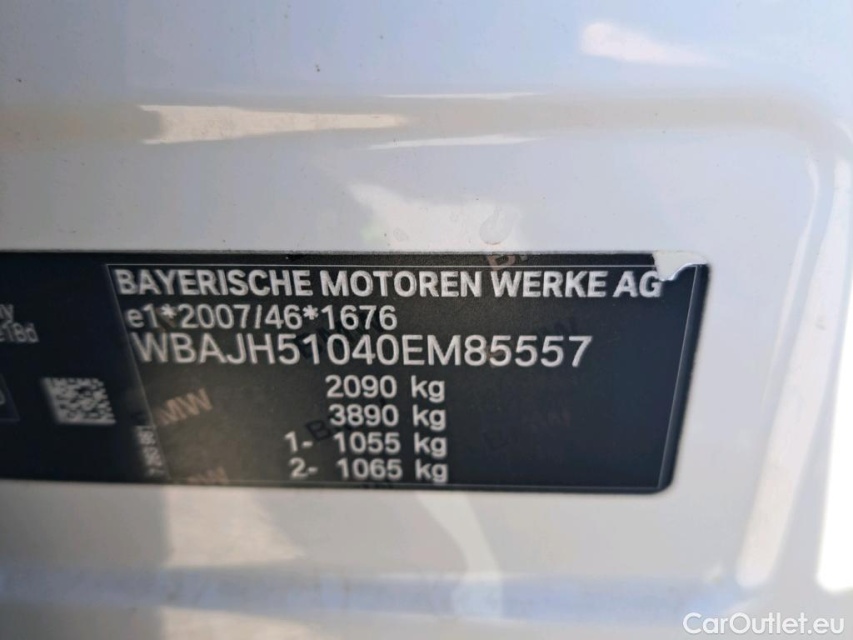 BAYERISCHE MOTOREN WERKE AG
e1*2007/46*1676
WBAJH51040EM85557
2090 kg
3890 kg
1- 1055 kg
2- 1065 kg
BMW
CarOutlet.eu